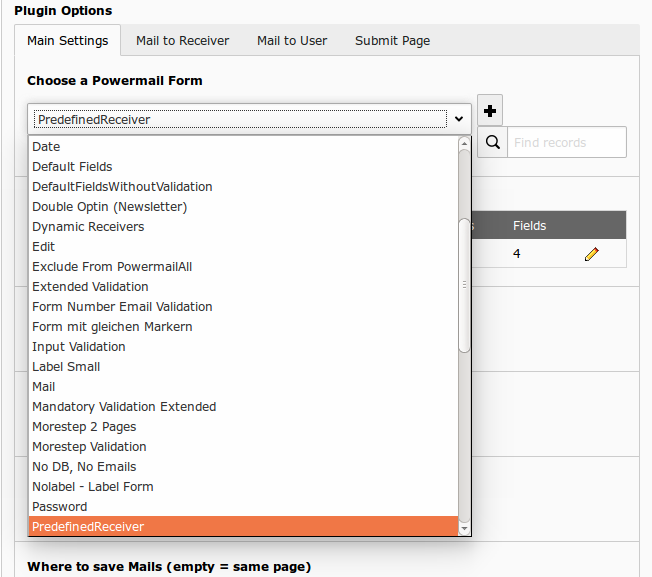 Plugin Options
Main Settings Mail to Receiver Mail to User Submit Page
Choose a Powermail Form
PredefinedReceiver
Find records
Date
Default Fields
DefaultFieldsWithoutValidation
Double Optin (Newsletter)
Dynamic Receivers
Fields
Edit
4
Exclude From PowermailAll
Extended Validation
Form Number Email Validation
Form mit gleichen Markern
Input Validation
Label Small
Mail
Mandatory Validation Extended
Morestep 2 Pages
Morestep Validation
No DB, No Emails
Nolabel - Label Form
Password
PredefinedReceiver
Where to save Mails (empty = same page)